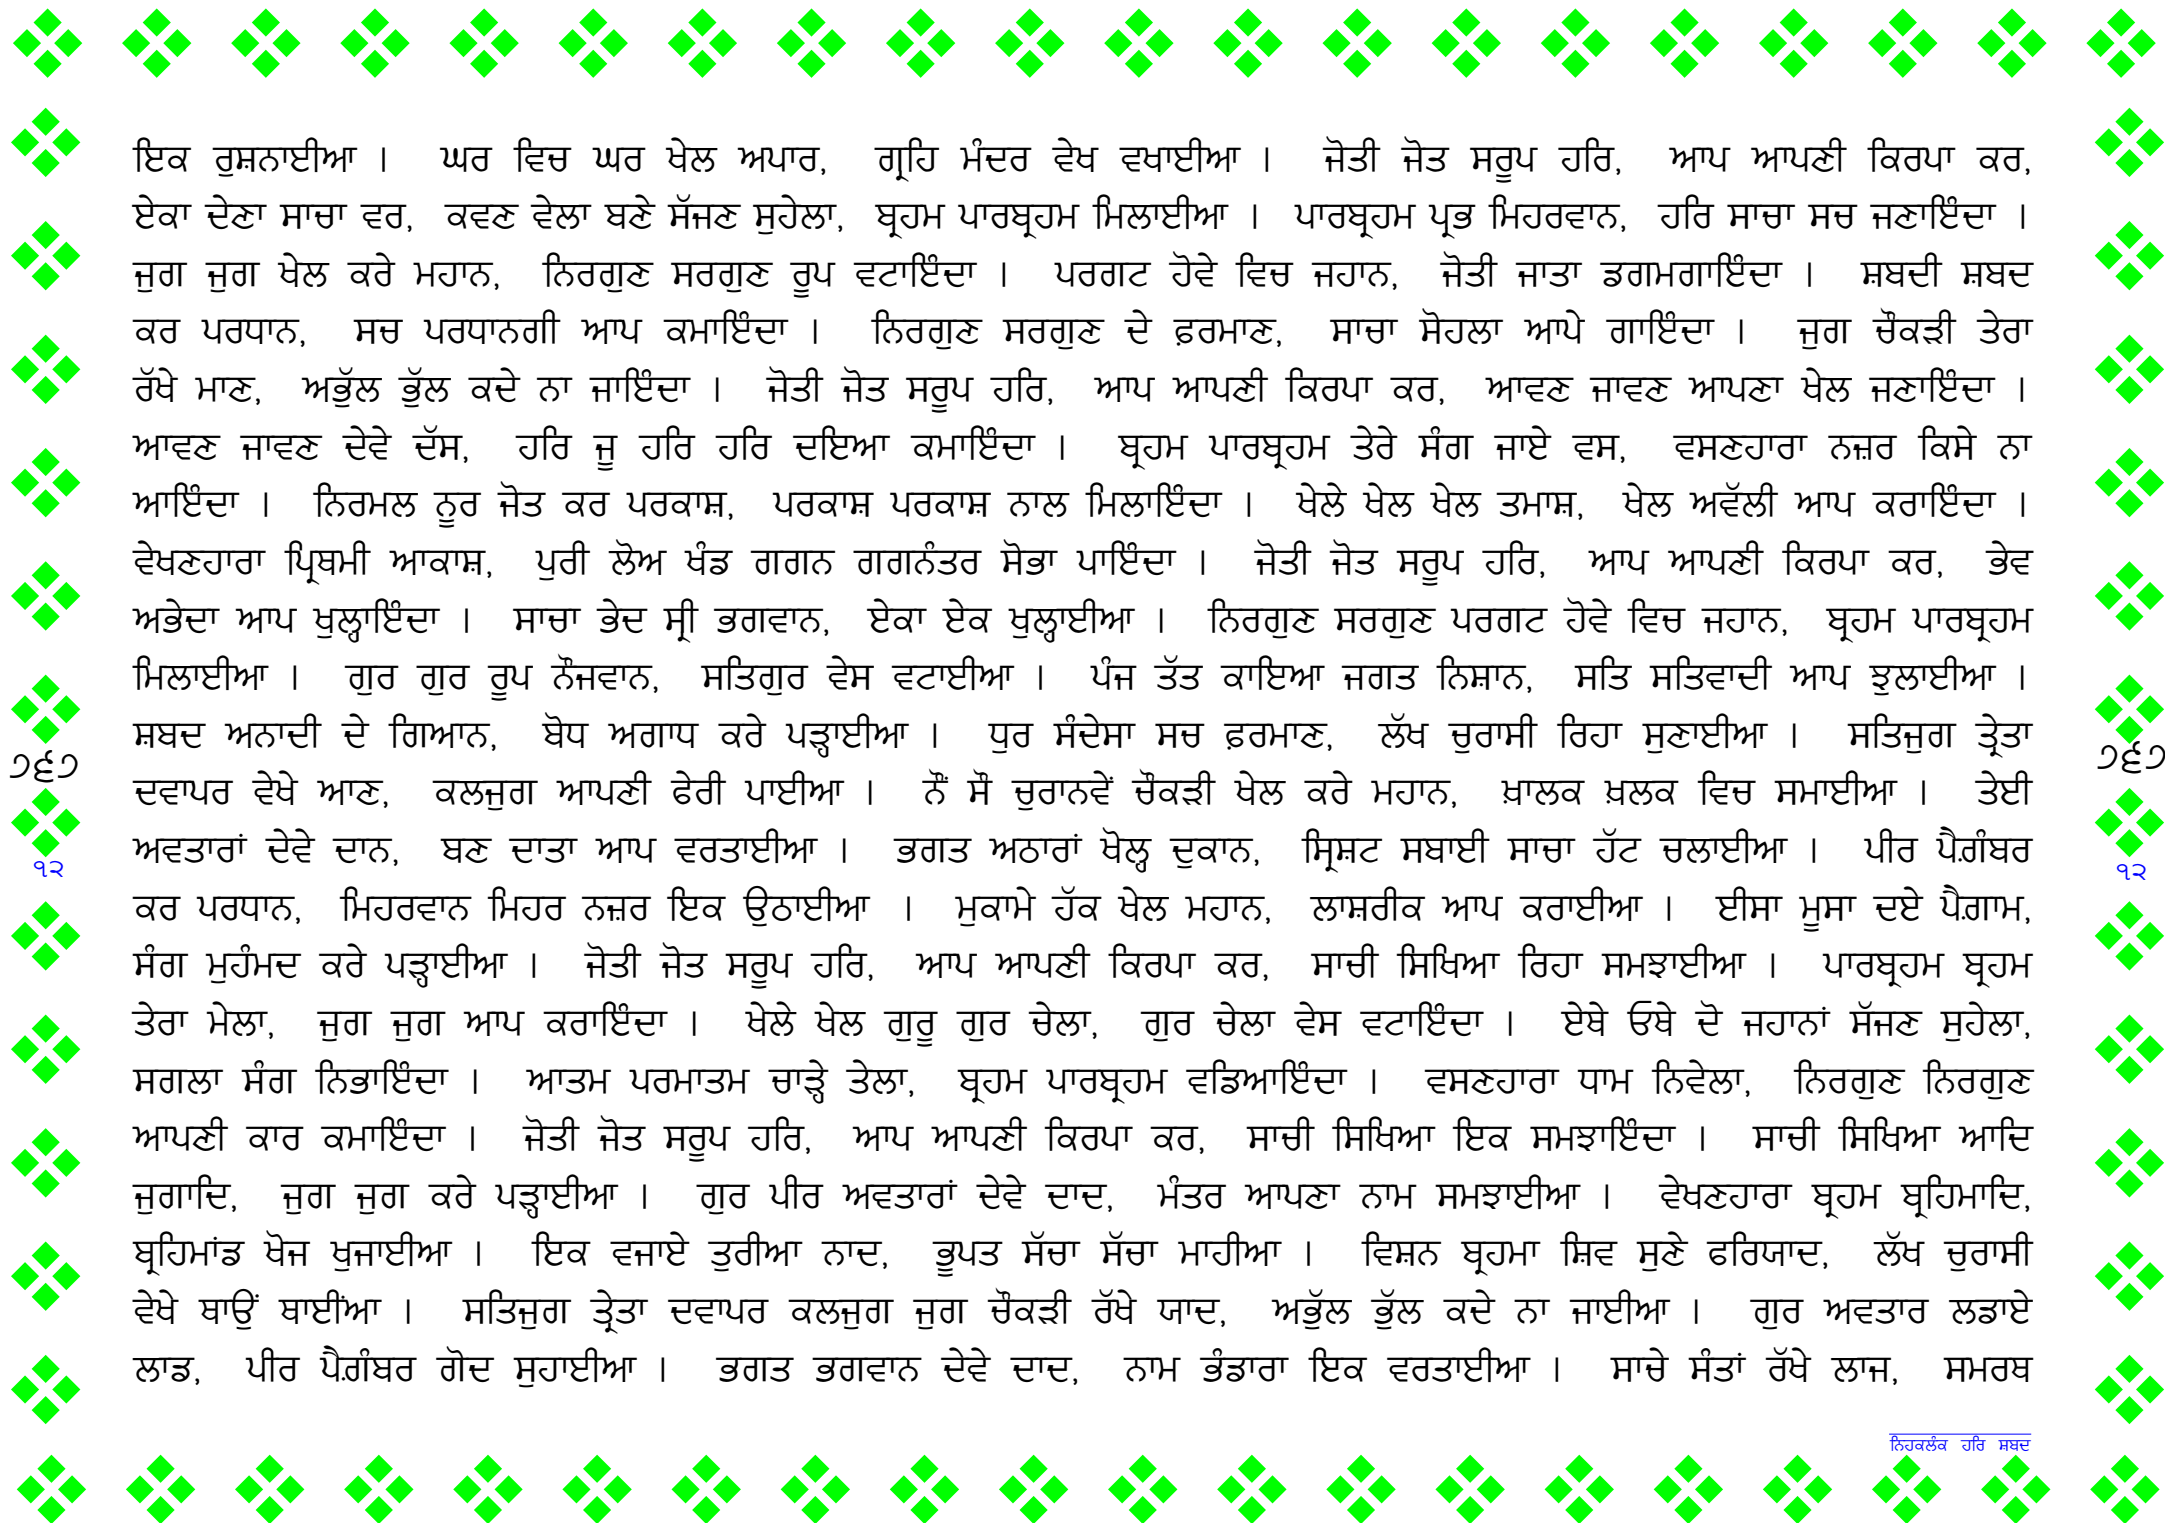 ਇਕ ਰੁਸ਼ਨਾਈਆ । ਘਰ ਵਿਚ ਘਰ ਖੇਲ ਅਪਾਰ, ਗ੍ਰਹਿ ਮੰਦਰ ਵੇਖ ਵਖਾਈਆ । ਜੋਤੀ ਜੋਤ ਸਰੂਪ ਹਰਿ, ਆਪ ਆਪਣੀ ਕਿਰਪਾ ਕਰ,
ਏਕਾ ਦੇਣਾ ਸਾਚਾ ਵਰ, ਕਵਣ ਵੇਲਾ ਬਣੇ ਸੱਜਣ ਸੁਹੇਲਾ, ਬ੍ਰਹਮ ਪਾਰਬ੍ਰਹਮ ਮਿਲਾਈਆ । ਪਾਰਬ੍ਰਹਮ ਪ੍ਰਭ ਮਿਹਰਵਾਨ, ਹਰਿ ਸਾਚਾ ਸਚ ਜਣਾਇੰਦਾ ।
ਜੁਗ ਜੁਗ ਖੇਲ ਕਰੇ ਮਹਾਨ, ਨਿਰਗੁਣ ਸਰਗੁਣ ਰੂਪ ਵਟਾਇੰਦਾ । ਪਰਗਟ ਹੋਵੇ ਵਿਚ ਜਹਾਨ, ਜੋਤੀ ਜਾਤਾ ਡਗਮਗਾਇੰਦਾ । ਸ਼ਬਦੀ ਸ਼ਬਦ
ਕਰ ਪਰਧਾਨ, ਸਚ ਪਰਧਾਨਗੀ ਆਪ ਕਮਾਇੰਦਾ । ਨਿਰਗੁਣ ਸਰਗੁਣ ਦੇ ਫ਼ਰਮਾਣ, ਸਾਚਾ ਸੋਹਲਾ ਆਪੇ ਗਾਇੰਦਾ । ਜੁਗ ਚੌਕੜੀ ਤੇਰਾ
ਰੱਖੇ ਮਾਣ, ਅਭੁੱਲ ਭੁੱਲ ਕਦੇ ਨਾ ਜਾਇੰਦਾ । ਜੋਤੀ ਜੋਤ ਸਰੂਪ ਹਰਿ, ਆਪ ਆਪਣੀ ਕਿਰਪਾ ਕਰ, ਆਵਣ ਜਾਵਣ ਆਪਣਾ ਖੇਲ ਜਣਾਇੰਦਾ ।
ਆਵਣ ਜਾਵਣ ਦੇਵੇ ਦੱਸ, ਹਰਿ ਜੂ ਹਰਿ ਹਰਿ ਦਇਆ ਕਮਾਇੰਦਾ । ਬ੍ਰਹਮ ਪਾਰਬ੍ਰਹਮ ਤੇਰੇ ਸੰਗ ਜਾਏ ਵਸ, ਵਸਣਹਾਰਾ ਨਜ਼ਰ ਕਿਸੇ ਨਾ
ਆਇੰਦਾ । ਨਿਰਮਲ ਨੂਰ ਜੋਤ ਕਰ ਪਰਕਾਸ਼, ਪਰਕਾਸ਼ ਪਰਕਾਸ਼ ਨਾਲ ਮਿਲਾਇੰਦਾ । ਖੇਲੇ ਖੇਲ ਖੇਲ ਤਮਾਸ਼, ਖੇਲ ਅਵੱਲੀ ਆਪ ਕਰਾਇੰਦਾ ।
ਵੇਖਣਹਾਰਾ ਪ੍ਰਿਥਮੀ ਆਕਾਸ਼, ਪੁਰੀ ਲੋਅ ਖੰਡ ਗਗਨ ਗਗਨੰਤਰ ਸੋਭਾ ਪਾਇੰਦਾ । ਜੋਤੀ ਜੋਤ ਸਰੂਪ ਹਰਿ, ਆਪ ਆਪਣੀ ਕਿਰਪਾ ਕਰ, ਭੇਵ
ਅਭੇਦਾ ਆਪ ਖੁਲ੍ਹਾਇੰਦਾ । ਸਾਚਾ ਭੇਦ ਸ੍ਰੀ ਭਗਵਾਨ, ਏਕਾ ਏਕ ਖੁਲ੍ਹਾਈਆ । ਨਿਰਗੁਣ ਸਰਗੁਣ ਪਰਗਟ ਹੋਵੇ ਵਿਚ ਜਹਾਨ, ਬ੍ਰਹਮ ਪਾਰਬ੍ਰਹਮ
ਮਿਲਾਈਆ । ਗੁਰ ਗੁਰ ਰੂਪ ਨੌਜਵਾਨ, ਸਤਿਗੁਰ ਵੇਸ ਵਟਾਈਆ । ਪੰਜ ਤੱਤ ਕਾਇਆ ਜਗਤ ਨਿਸ਼ਾਨ, ਸਤਿ ਸਤਿਵਾਦੀ ਆਪ ਝੁਲਾਈਆ ।
ਸ਼ਬਦ ਅਨਾਦੀ ਦੇ ਗਿਆਨ, ਬੋਧ ਅਗਾਧ ਕਰੇ ਪੜ੍ਹਾਈਆ । ਧੁਰ ਸੰਦੇਸਾ ਸਚ ਫ਼ਰਮਾਣ, ਲੱਖ ਚੁਰਾਸੀ ਰਿਹਾ ਸੁਣਾਈਆ । ਸਤਿਜੁਗ ਤ੍ਰੇਤਾ
੭੬੭ ੭੬੭
ਦਵਾਪਰ ਵੇਖੇ ਆਣ, ਕਲਜੁਗ ਆਪਣੀ ਫੇਰੀ ਪਾਈਆ । ਨੌਂ ਸੌ ਚੁਰਾਨਵੇਂ ਚੌਕੜੀ ਖੇਲ ਕਰੇ ਮਹਾਨ, ਖ਼ਾਲਕ ਖ਼ਲਕ ਵਿਚ ਸਮਾਈਆ । ਤੇਈ
ਅਵਤਾਰਾਂ ਦੇਵੇ ਦਾਨ, ਬਣ ਦਾਤਾ ਆਪ ਵਰਤਾਈਆ । ਭਗਤ ਅਠਾਰਾਂ ਖੋਲ੍ਹ ਦੁਕਾਨ, ਸ੍ਰਿਸ਼ਟ ਸਬਾਈ ਸਾਚਾ ਹੱਟ ਚਲਾਈਆ । ਪੀਰ ਪੈਗ਼ੰਬਰ
੧੨ ੧੨
ਕਰ ਪਰਧਾਨ, ਮਿਹਰਵਾਨ ਮਿਹਰ ਨਜ਼ਰ ਇਕ ਉਠਾਈਆ । ਮੁਕਾਮੇ ਹੱਕ ਖੇਲ ਮਹਾਨ, ਲਾਸ਼ਰੀਕ ਆਪ ਕਰਾਈਆ । ਈਸਾ ਮੂਸਾ ਦਏ ਪੈਗ਼ਾਮ,
ਸੰਗ ਮੁਹੰਮਦ ਕਰੇ ਪੜ੍ਹਾਈਆ । ਜੋਤੀ ਜੋਤ ਸਰੂਪ ਹਰਿ, ਆਪ ਆਪਣੀ ਕਿਰਪਾ ਕਰ, ਸਾਚੀ ਸਿਖਿਆ ਰਿਹਾ ਸਮਝਾਈਆ । ਪਾਰਬ੍ਰਹਮ ਬ੍ਰਹਮ
ਤੇਰਾ ਮੇਲਾ, ਜੁਗ ਜੁਗ ਆਪ ਕਰਾਇੰਦਾ । ਖੇਲੇ ਖੇਲ ਗੁਰੂ ਗੁਰ ਚੇਲਾ, ਗੁਰ ਚੇਲਾ ਵੇਸ ਵਟਾਇੰਦਾ । ਏਥੇ ਓਥੇ ਦੋ ਜਹਾਨਾਂ ਸੱਜਣ ਸੁਹੇਲਾ,
ਸਗਲਾ ਸੰਗ ਨਿਭਾਇੰਦਾ । ਆਤਮ ਪਰਮਾਤਮ ਚਾੜ੍ਹੇ ਤੇਲਾ, ਬ੍ਰਹਮ ਪਾਰਬ੍ਰਹਮ ਵਡਿਆਇੰਦਾ । ਵਸਣਹਾਰਾ ਧਾਮ ਨਿਵੇਲਾ, ਨਿਰਗੁਣ ਨਿਰਗੁਣ
ਆਪਣੀ ਕਾਰ ਕਮਾਇੰਦਾ । ਜੋਤੀ ਜੋਤ ਸਰੂਪ ਹਰਿ, ਆਪ ਆਪਣੀ ਕਿਰਪਾ ਕਰ, ਸਾਚੀ ਸਿਖਿਆ ਇਕ ਸਮਝਾਇੰਦਾ । ਸਾਚੀ ਸਿਖਿਆ ਆਦਿ
ਜੁਗਾਦਿ, ਜੁਗ ਜੁਗ ਕਰੇ ਪੜ੍ਹਾਈਆ । ਗੁਰ ਪੀਰ ਅਵਤਾਰਾਂ ਦੇਵੇ ਦਾਦ, ਮੰਤਰ ਆਪਣਾ ਨਾਮ ਸਮਝਾਈਆ । ਵੇਖਣਹਾਰਾ ਬ੍ਰਹਮ ਬ੍ਰਹਿਮਾਦਿ,
ਬ੍ਰਹਿਮਾਂਡ ਖੋਜ ਖੁਜਾਈਆ । ਇਕ ਵਜਾਏ ਤੁਰੀਆ ਨਾਦ, ਭੂਪਤ ਸੱਚਾ ਸੱਚਾ ਮਾਹੀਆ । ਵਿਸ਼ਨ ਬ੍ਰਹਮਾ ਸ਼ਿਵ ਸੁਣੇ ਫਰਿਯਾਦ, ਲੱਖ ਚੁਰਾਸੀ
ਵੇਖੇ ਥਾਉਂ ਥਾਈਂਆ । ਸਤਿਜੁਗ ਤ੍ਰੇਤਾ ਦਵਾਪਰ ਕਲਜੁਗ ਜੁਗ ਚੌਕੜੀ ਰੱਖੇ ਯਾਦ, ਅਭੁੱਲ ਭੁੱਲ ਕਦੇ ਨਾ ਜਾਈਆ । ਗੁਰ ਅਵਤਾਰ ਲਡਾਏ
ਲਾਡ, ਪੀਰ ਪੈਗ਼ੰਬਰ ਗੋਦ ਸੁਹਾਈਆ । ਭਗਤ ਭਗਵਾਨ ਦੇਵੇ ਦਾਦ, ਨਾਮ ਭੰਡਾਰਾ ਇਕ ਵਰਤਾਈਆ । ਸਾਚੇ ਸੰਤਾਂ ਰੱਖੇ ਲਾਜ, ਸਮਰਥ
ਨਿਹਕਲੰਕ ਹਰਿ ਸ਼ਬਦ